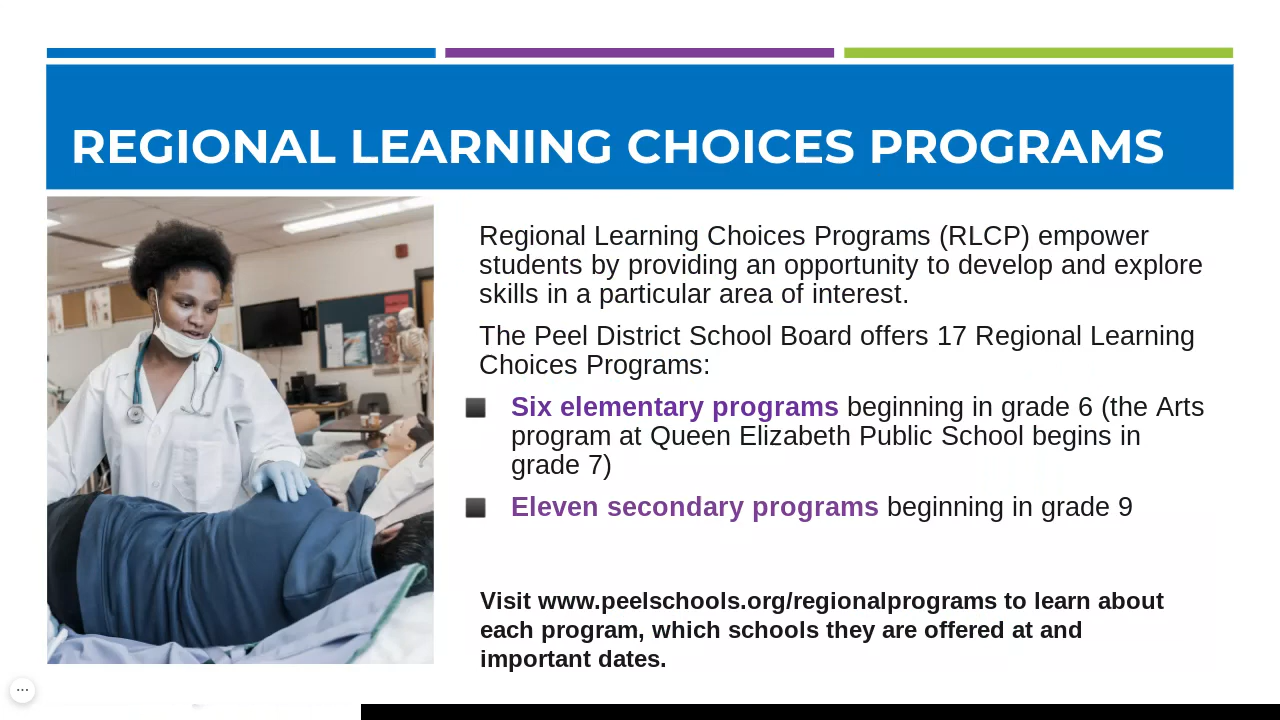 REGIONAL LEARNING CHOICES PROGRAMS
Regional Learning Choices Programs (RLCP) empower
students by providing an opportunity to develop and explore
skills in a particular area of interest.
The Peel District School Board offers 17 Regional Learning
Choices Programs:
Six elementary programs beginning in grade 6 (the Arts
program at Queen Elizabeth Public School begins in
grade 7)
Eleven secondary programs beginning in grade 9
Visit www.peelschools.org/regionalprograms to learn about
each program, which schools they are offered at and
important dates.